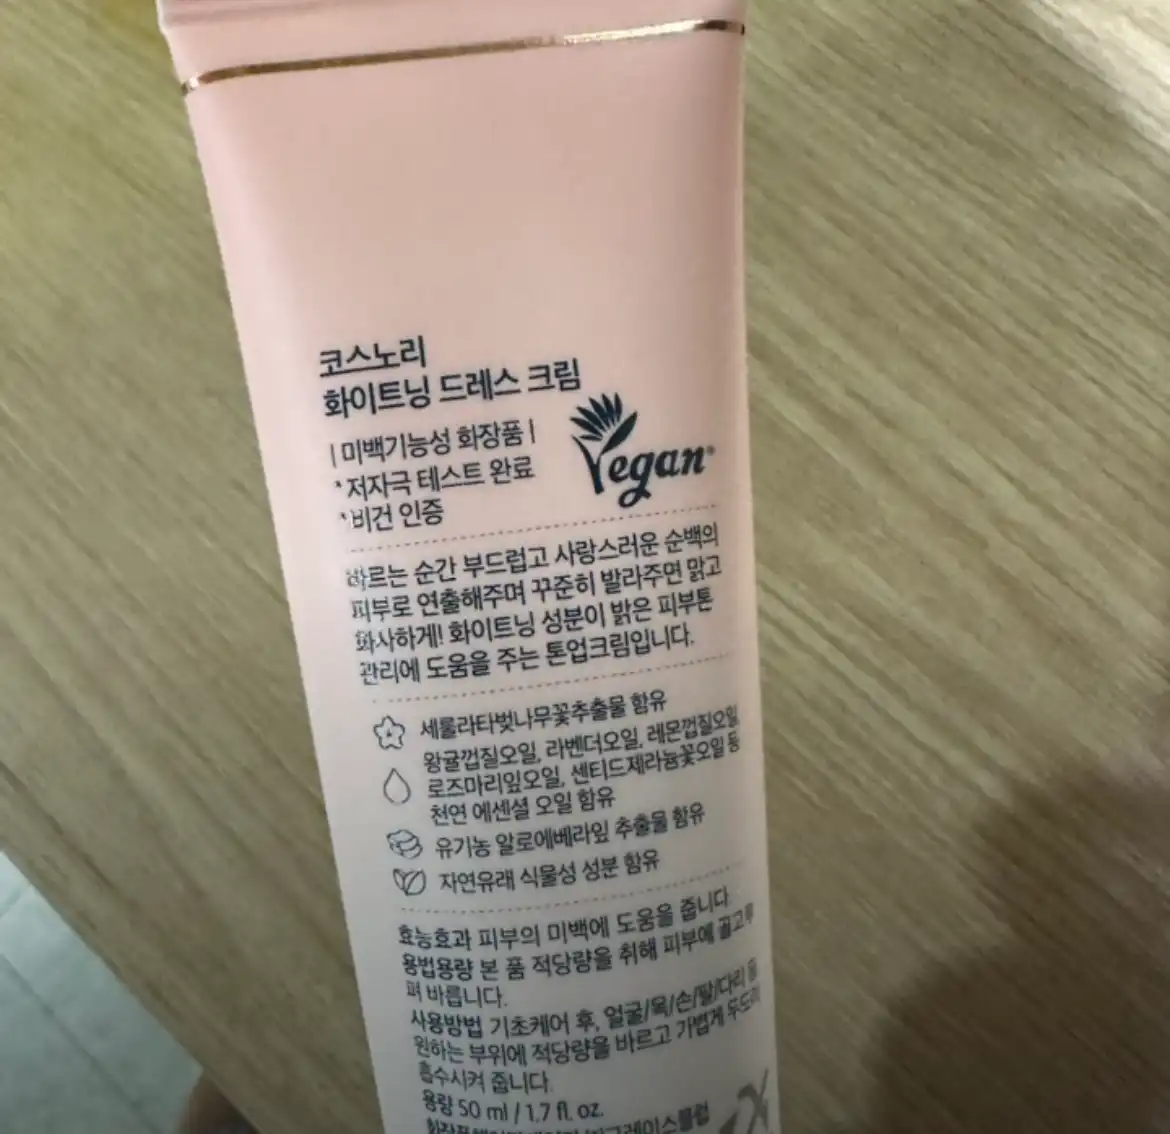 코스노리
화이트닝 드레스 크림
| 미백기능성 화장품 |
*저자극 테스트 완료
*비건 인증
Vegan®
바르는 순간 부드럽고 사랑스러운 순백의
피부로 연출해주며 꾸준히 발라주면 맑고
화사하게! 화이트닝 성분이 밝은 피부톤
관리에 도움을 주는 톤업크림입니다.
세룰라타벚나무꽃추출물 함유
왕귤껍질오일, 라벤더오일, 레몬껍질오일,
로즈마리잎오일, 센티드제라늄꽃오일 등
천연 에센셜 오일 함유
유기농 알로에베라잎 추출물 함유
자연유래 식물성 성분 함유
효능효과 피부의 미백에 도움을 줍니다.
용법용량 본 품 적당량을 취해 피부에 골고루
펴 바릅니다.
사용방법 기초케어 후, 얼굴/목/손/팔/다리 등
원하는 부위에 적당량을 바르고 가볍게 두드려
흡수시켜 줍니다.
용량 50 ml / 1.7 fl. oz.